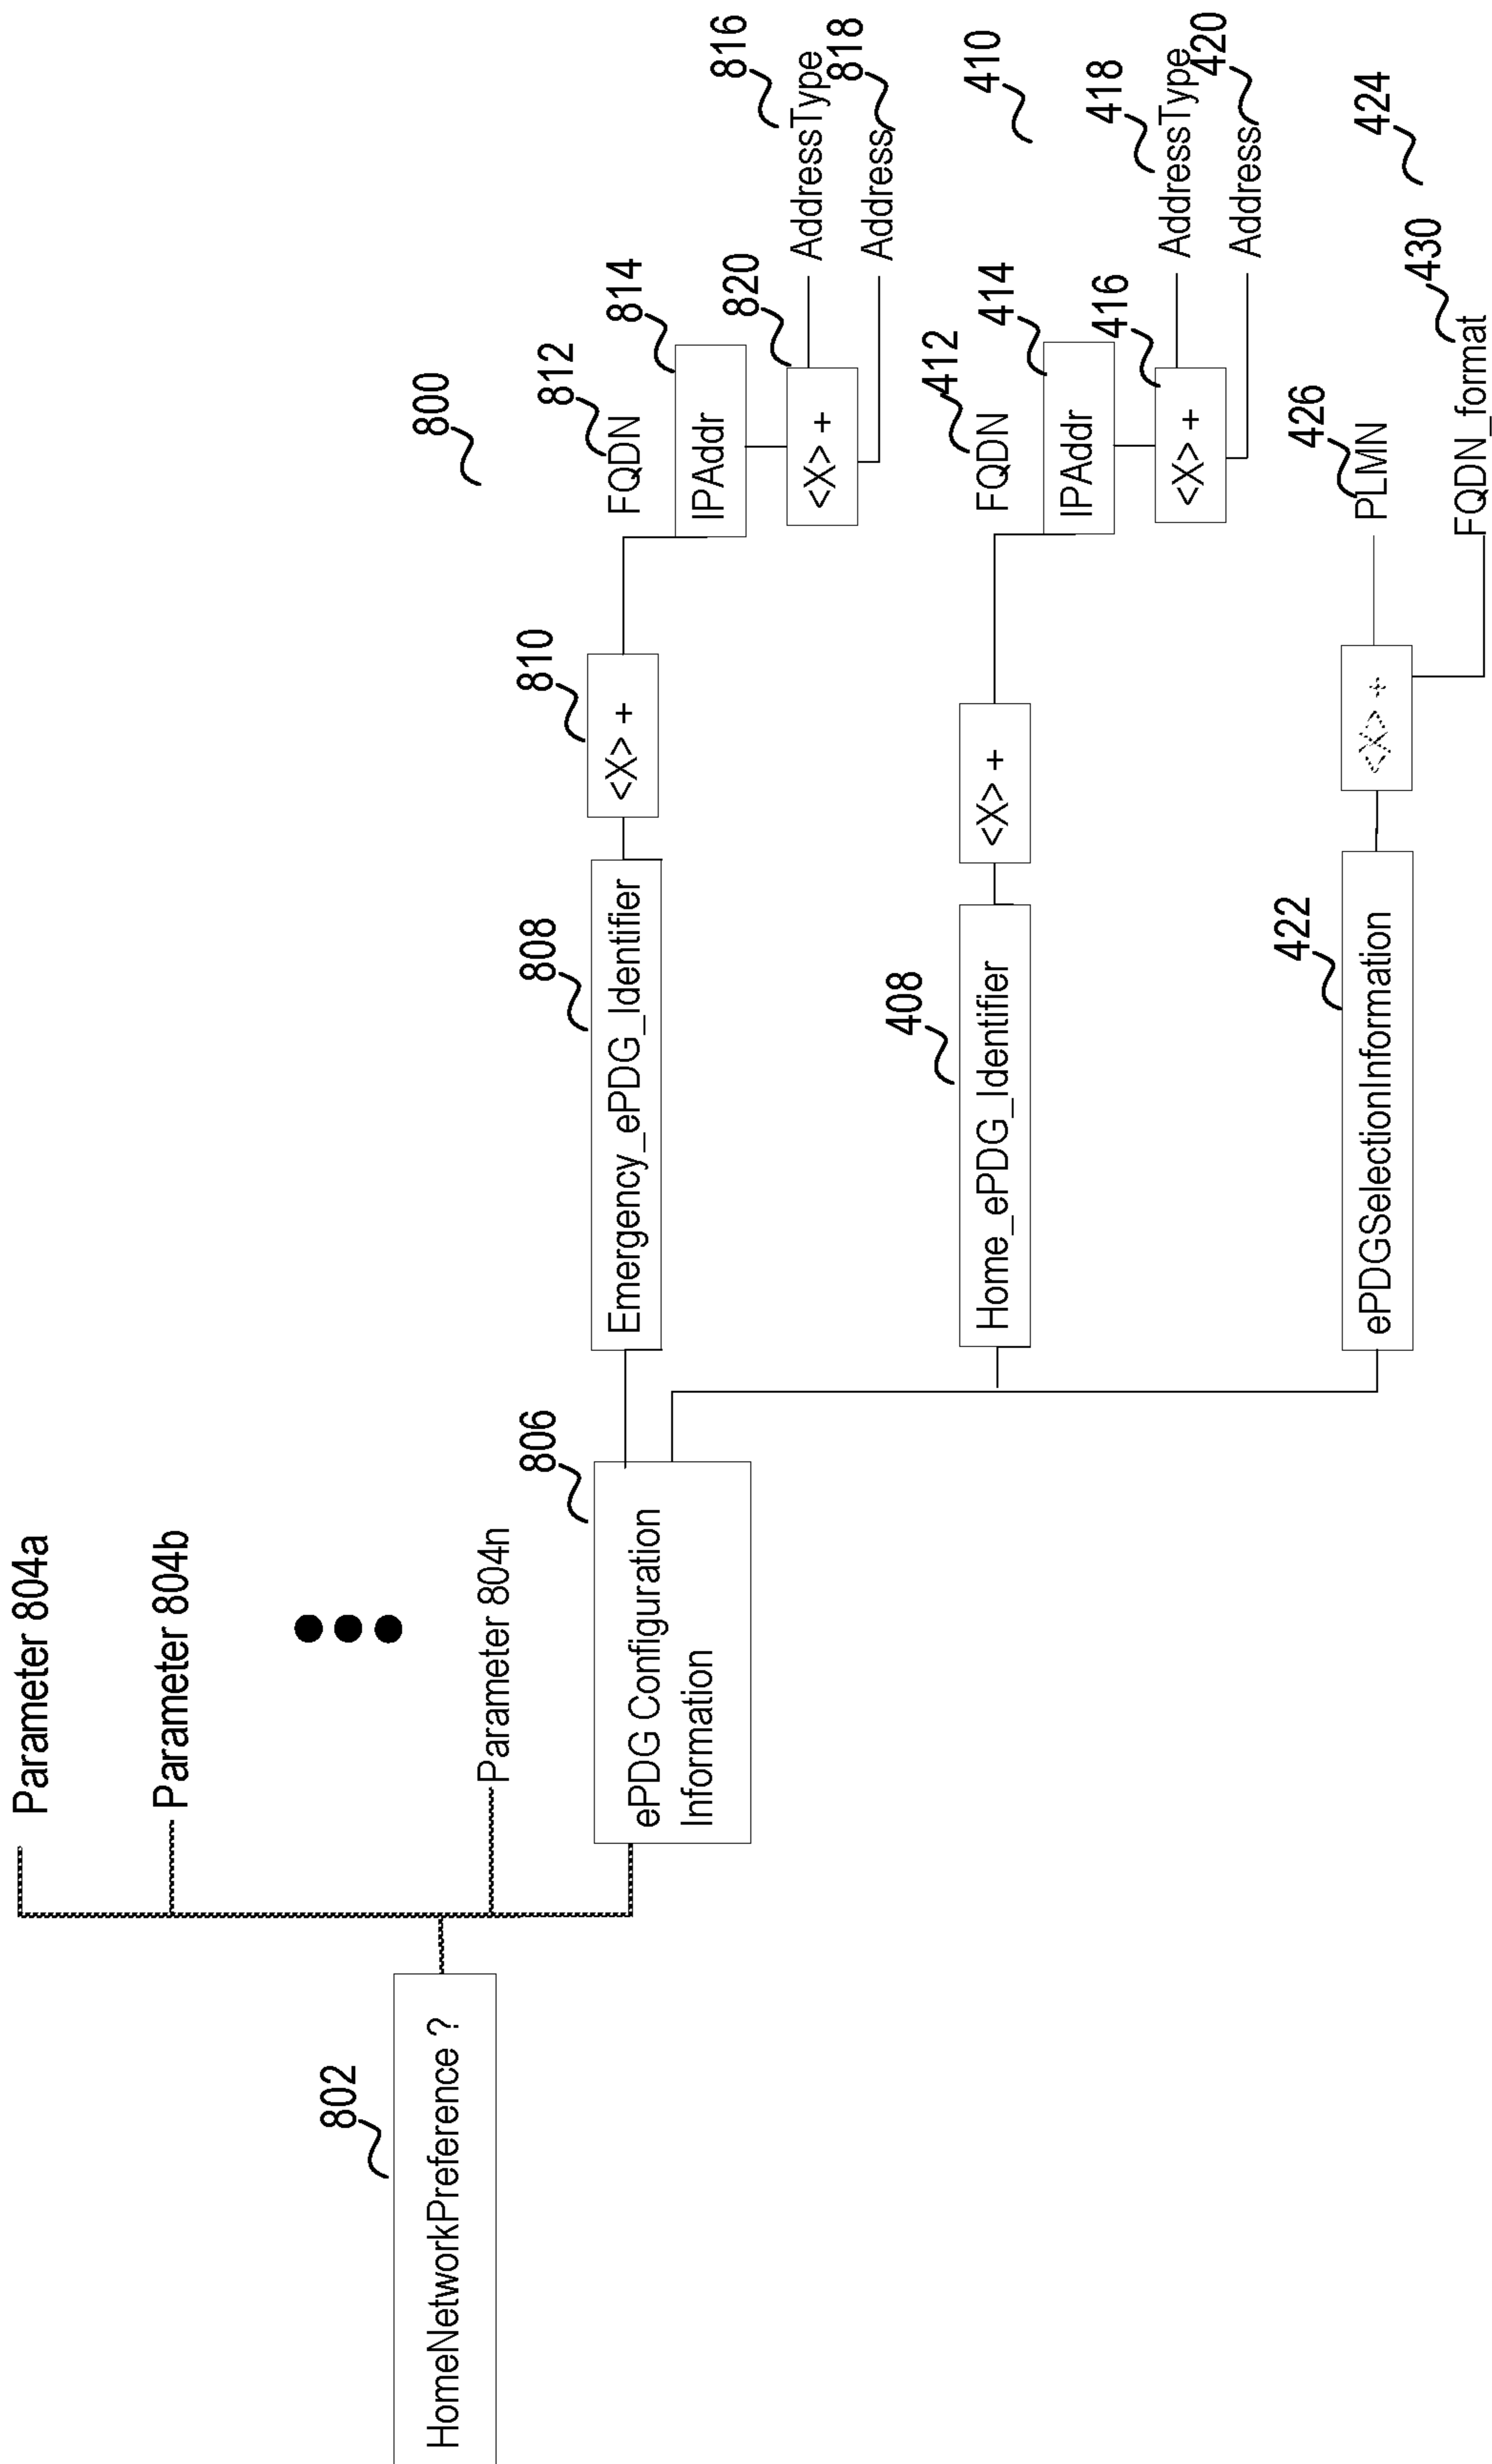 Parameter 804a
Parameter 804b
Parameter 804n
802
HomeNetworkPreference ?
806
ePDG Configuration
Information
800
808
Emergency_ePDG_Identifier
810
<X> +
812
FQDN
814
IPAddr
820
<X> +
816
AddressType
818
Address
408
Home_ePDG_Identifier
<X> +
410
412
FQDN
414
IPAddr
416
<X> +
418
AddressType
420
Address
422
ePDGSelectionInformation
<X> +
424
426
PLMN
430
FQDN_format